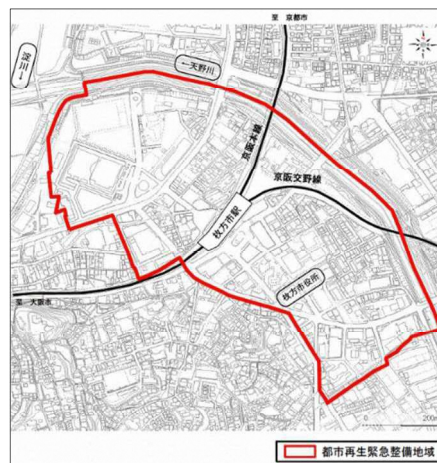 至　京都市
淀川→
←天野川
京阪本線
京阪交野線
枚方市駅
枚方市役所
至　大阪市
0
200
都市再生緊急整備地域